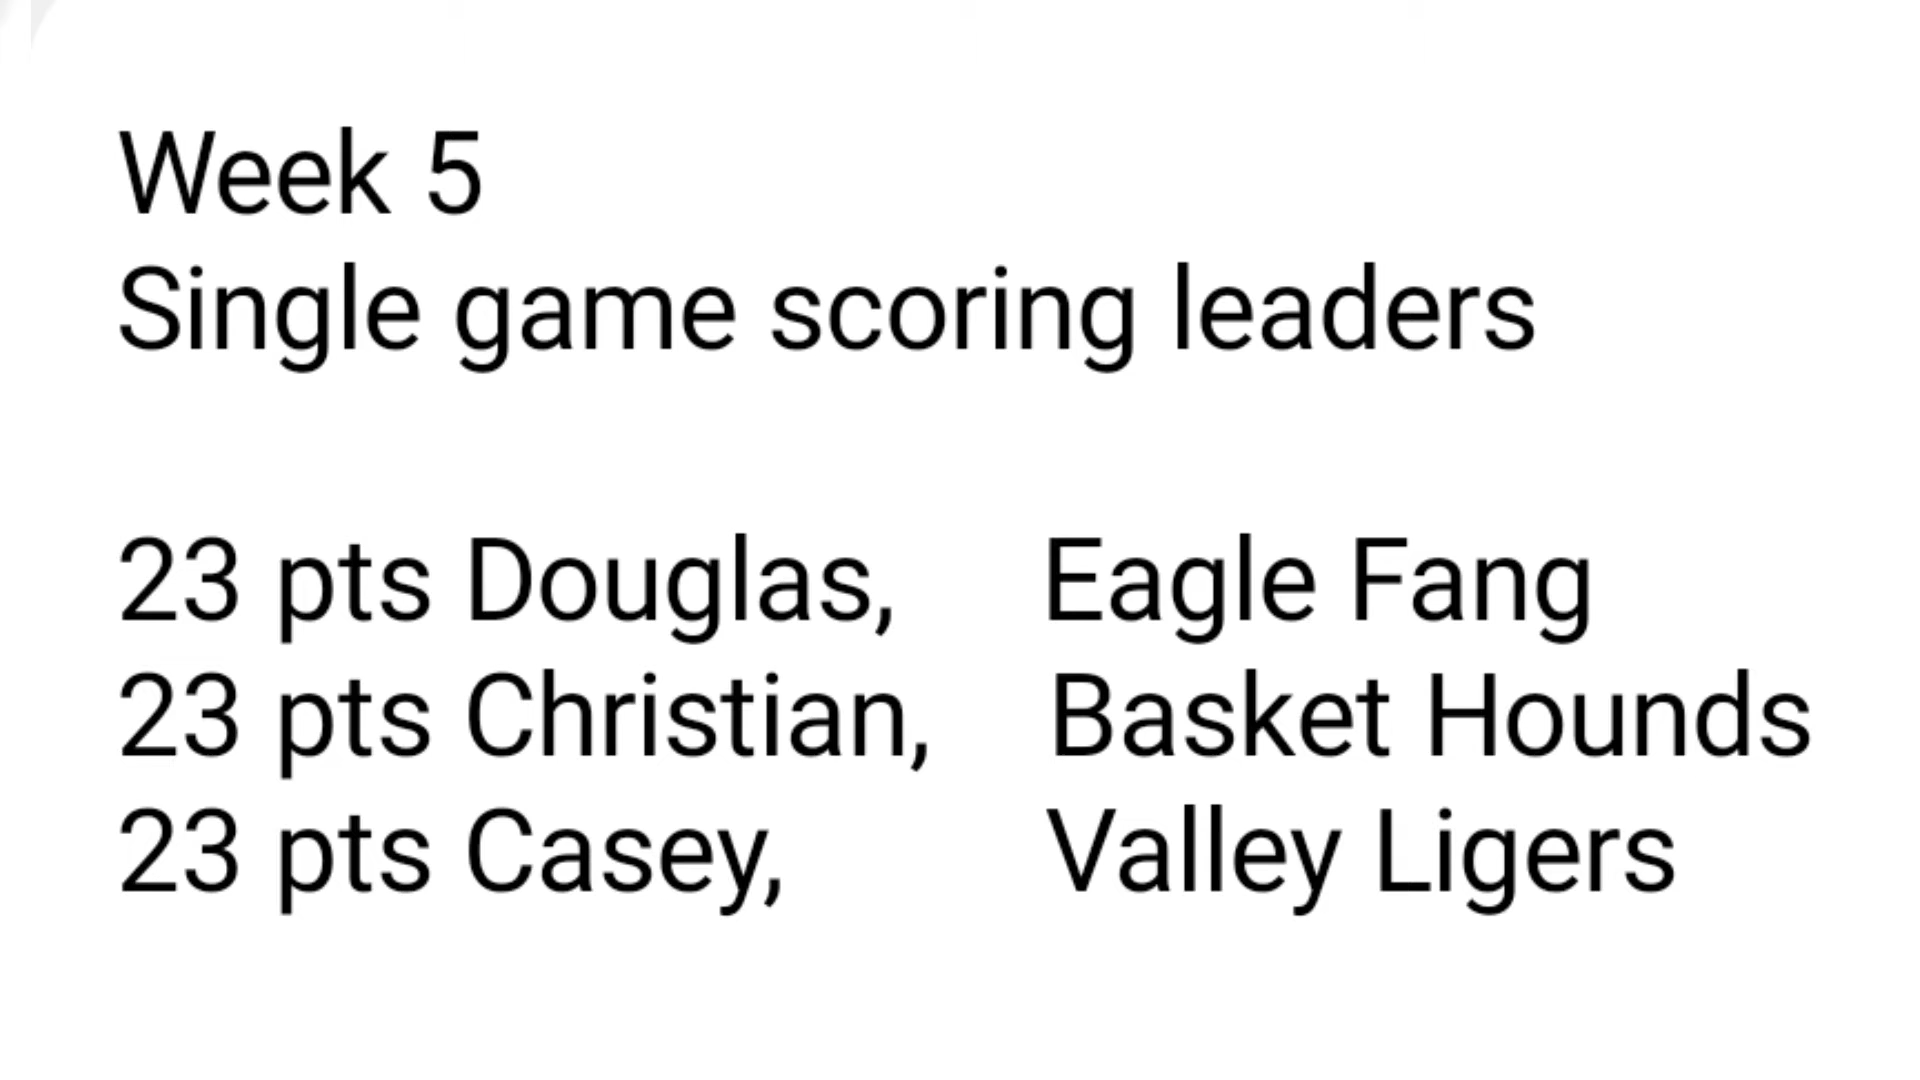 Week 5
Single game scoring leaders
23 pts Douglas, Eagle Fang
23 pts Christian, Basket Hounds
23 pts Casey, Valley Ligers